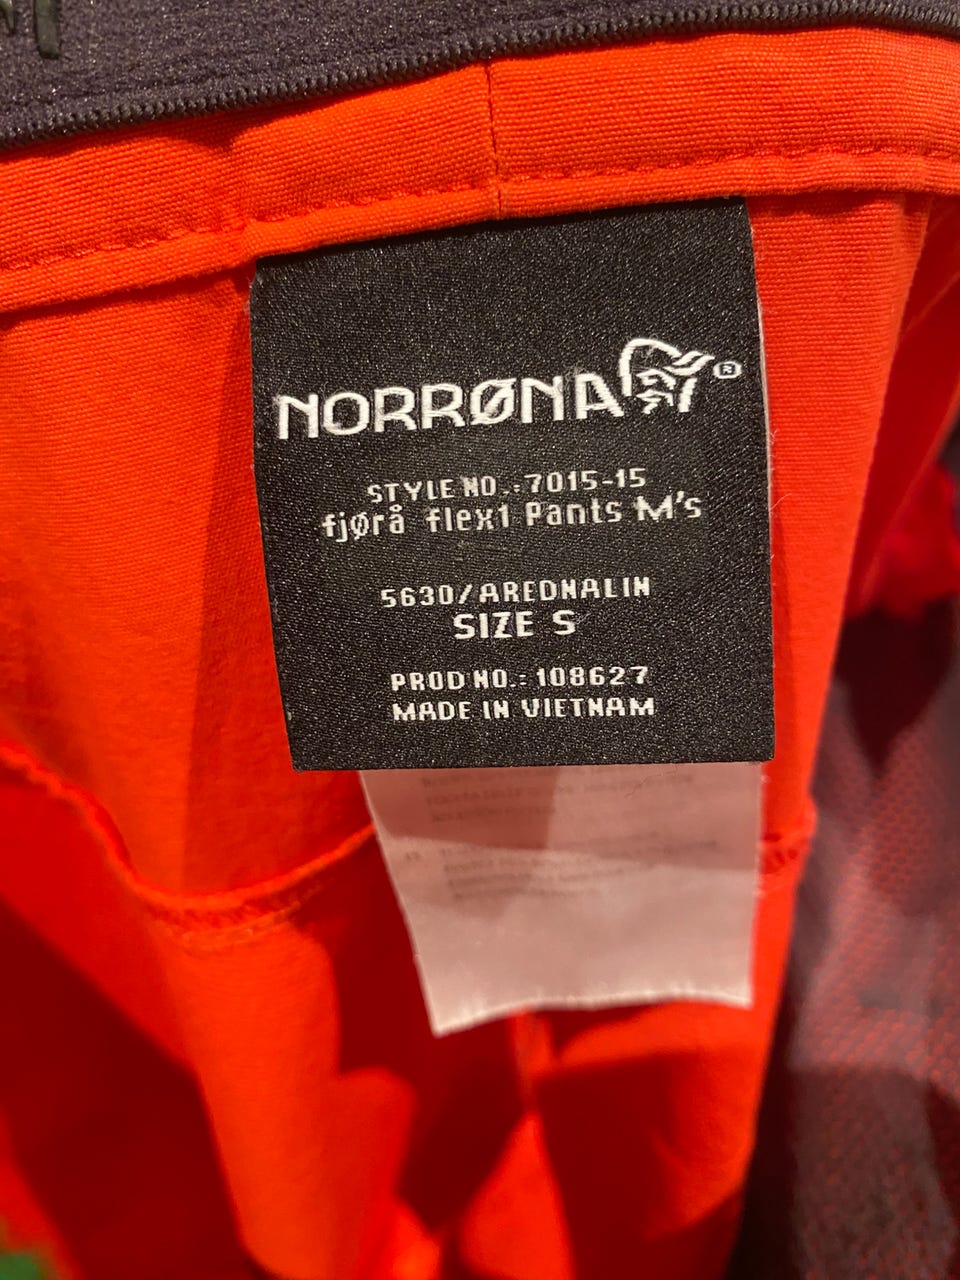 NORRØNA®
STYLE NO.:7015-15
fjørå flex1 Pants M's
5630/AREDNALIN
SIZE S
PROD NO.: 108627
MADE IN VIETNAM